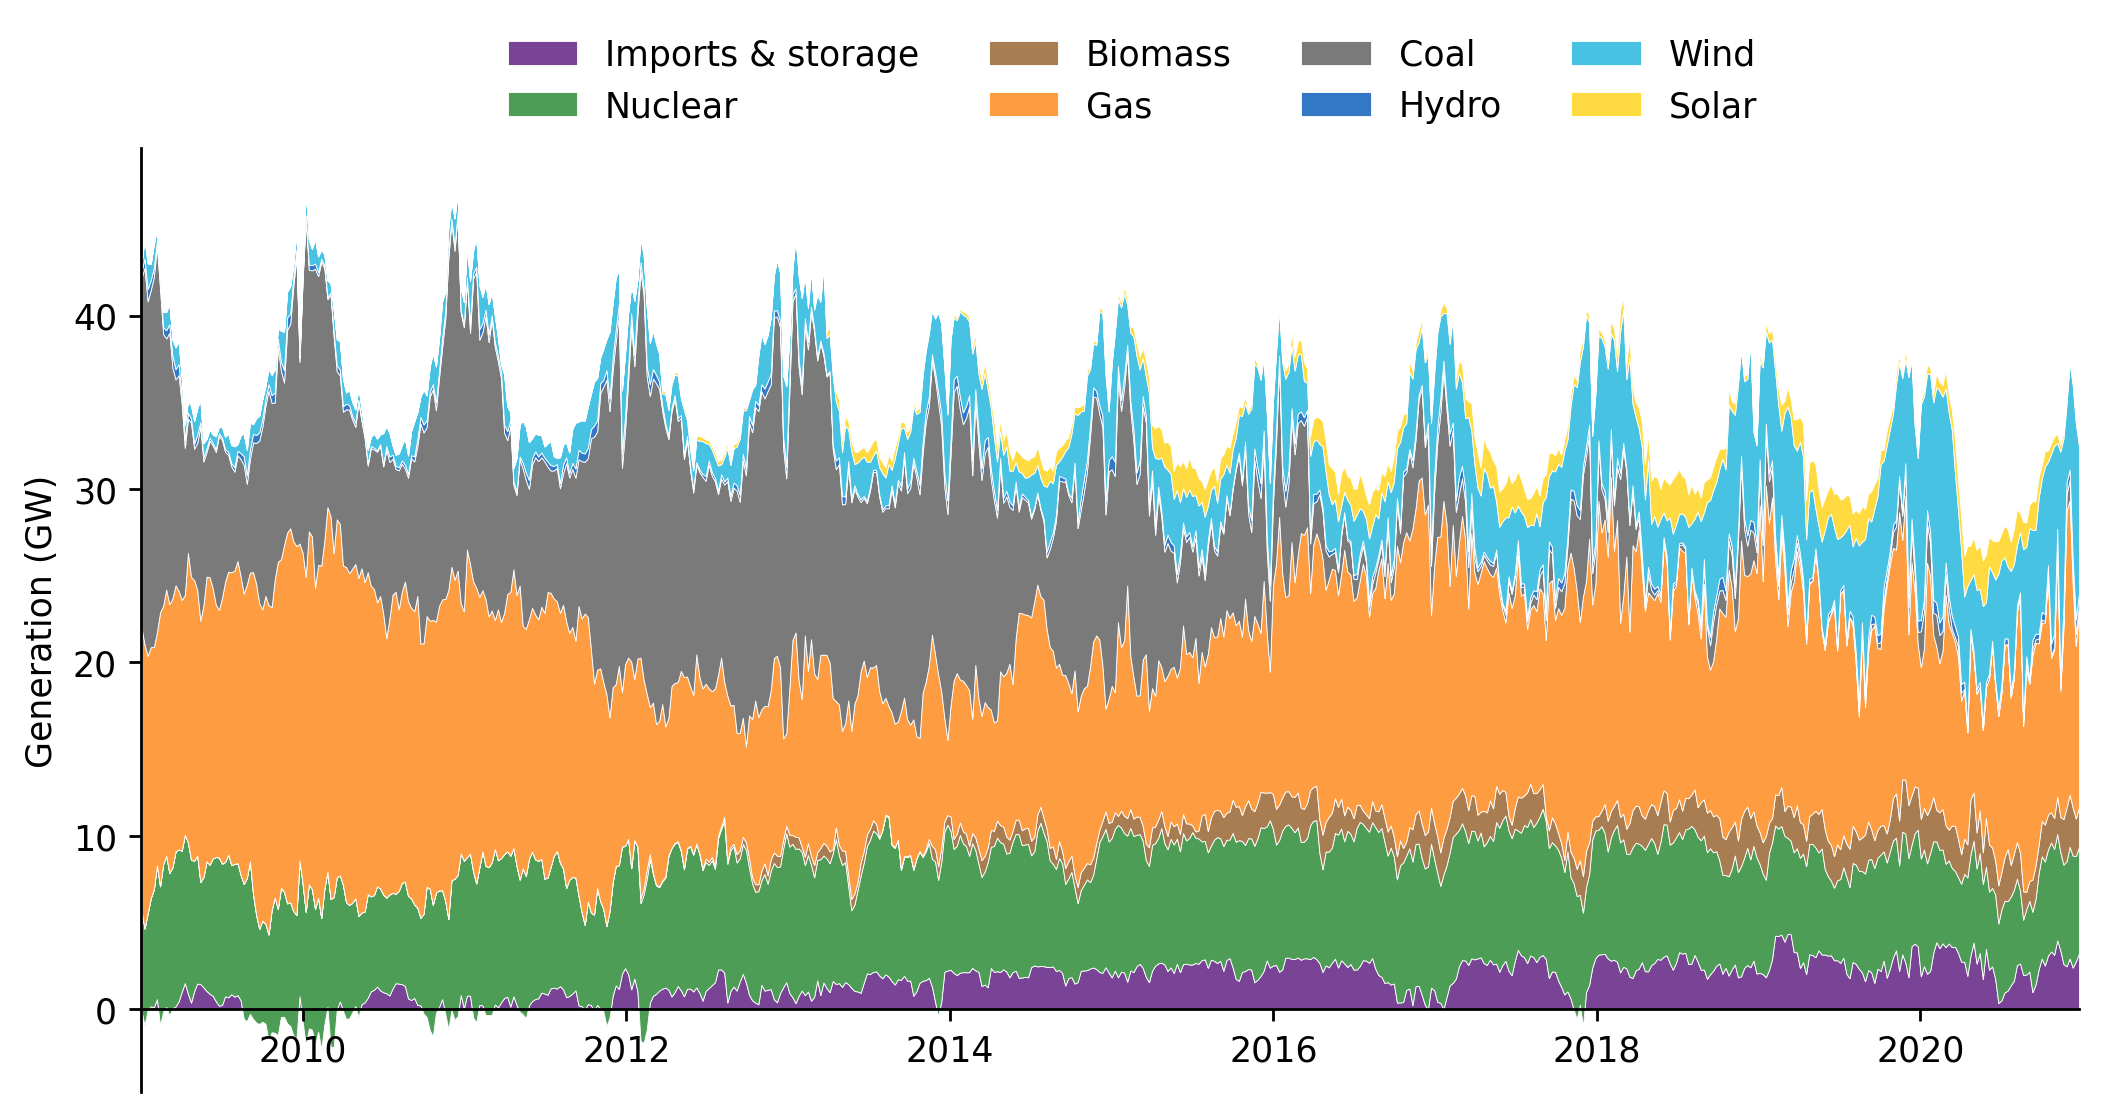 Imports & storage Biomass Coal Wind
Nuclear Gas Hydro Solar
Generation (GW)
40
30
20
10
0
2010 2012 2014 2016 2018 2020